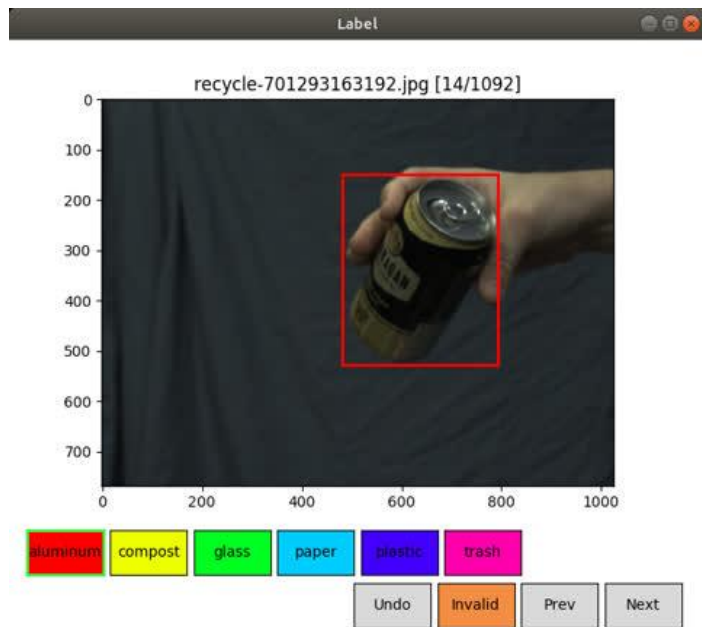 Label
recycle-701293163192.jpg [14/1092]
0
100
200
300
400
500
600
700
0 200 400 600 800 1000
aluminum compost glass paper plastic trash
Undo Invalid Prev Next